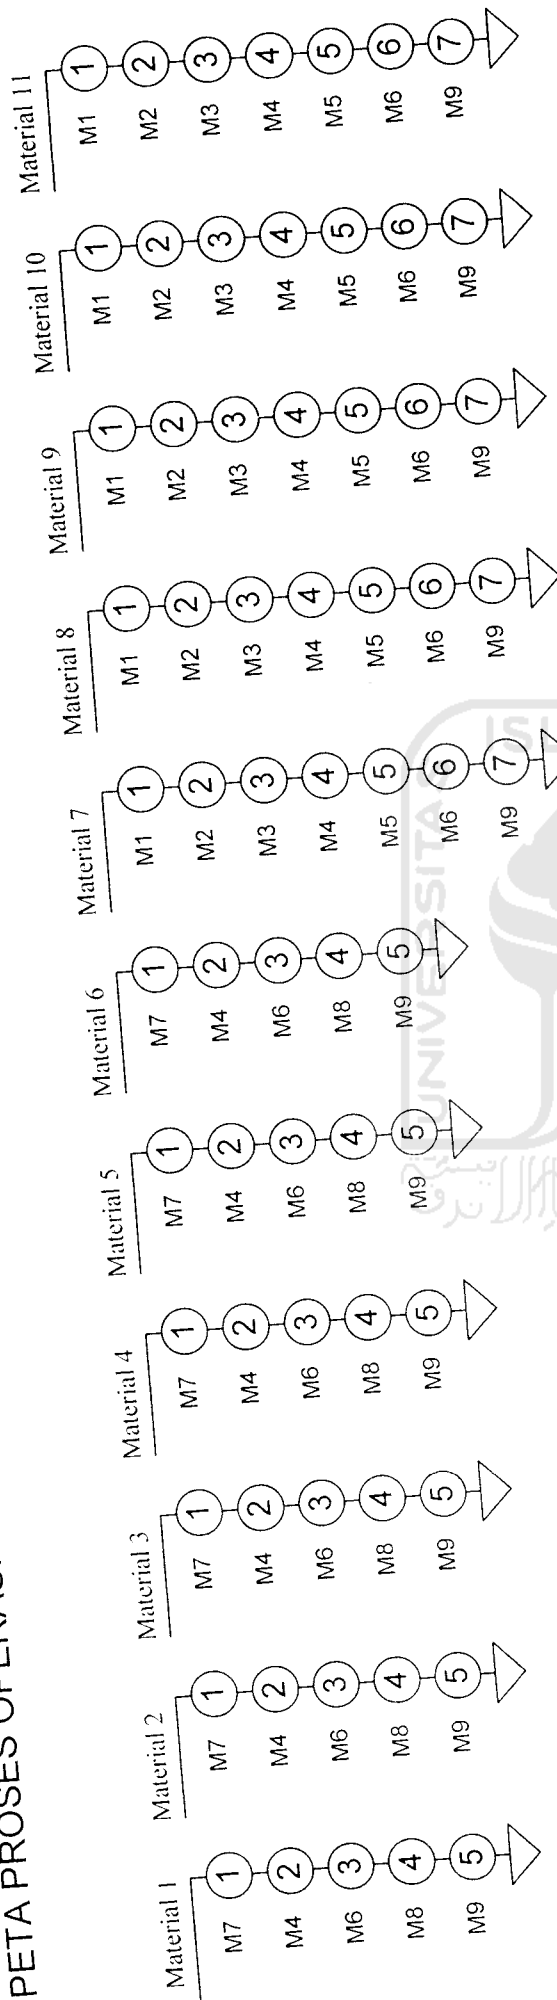 PETA PROSES OPERASI
Material 1
M7 1
M4 2
M6 3
M8 4
M9 5
Material 2
M7 1
M4 2
M6 3
M8 4
M9 5
Material 3
M7 1
M4 2
M6 3
M8 4
M9 5
Material 4
M7 1
M4 2
M6 3
M8 4
M9 5
Material 5
M7 1
M4 2
M6 3
M8 4
M9 5
Material 6
M7 1
M4 2
M6 3
M8 4
M9 5
Material 7
M1 1
M2 2
M3 3
M4 4
M5 5
M6 6
M9 7
Material 8
M1 1
M2 2
M3 3
M4 4
M5 5
M6 6
M9 7
Material 9
M1 1
M2 2
M3 3
M4 4
M5 5
M6 6
M9 7
Material 10
M1 1
M2 2
M3 3
M4 4
M5 5
M6 6
M9 7
Material 11
M1 1
M2 2
M3 3
M4 4
M5 5
M6 6
M9 7
UNIVERSITAS
ISL